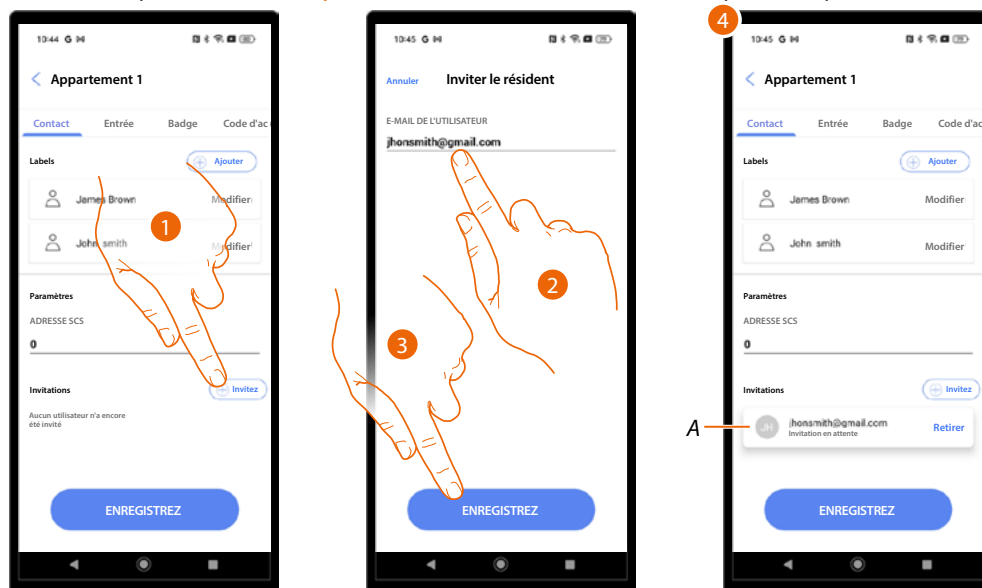 10:44 G
Appartement 1
Contact Entrée Badge Code d'ac
Labels
Ajouter
James Brown Modifier
John smith Modifier
1
Paramètres
ADRESSE SCS
0
Invitations
Invitez
Aucun utilisateur n'a encore
été invité
ENREGISTREZ
10:45 G
Annuler Inviter le résident
E-MAIL DE L'UTILISATEUR
jhonsmith@gmail.com
2
3
ENREGISTREZ
4
10:45 G
Appartement 1
Contact Entrée Badge Code d'ac
Labels
Ajouter
James Brown Modifier
John smith Modifier
Paramètres
ADRESSE SCS
0
Invitations
Invitez
A
JH
jhonsmith@gmail.com
Invitation en attente
Retirer
ENREGISTREZ